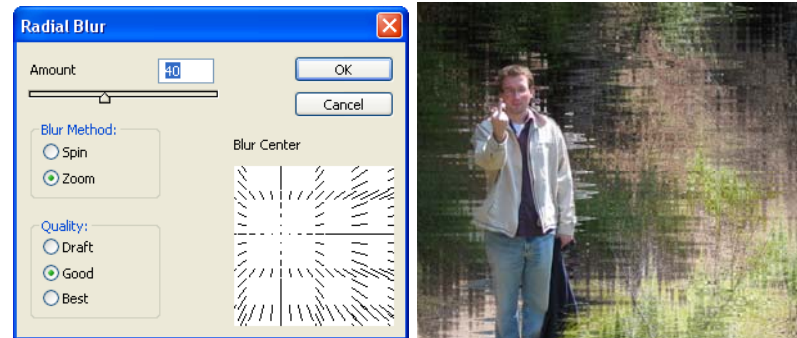 Radial Blur
Amount 40
OK
Cancel
Blur Method:
Spin
Zoom
Blur Center
Quality:
Draft
Good
Best